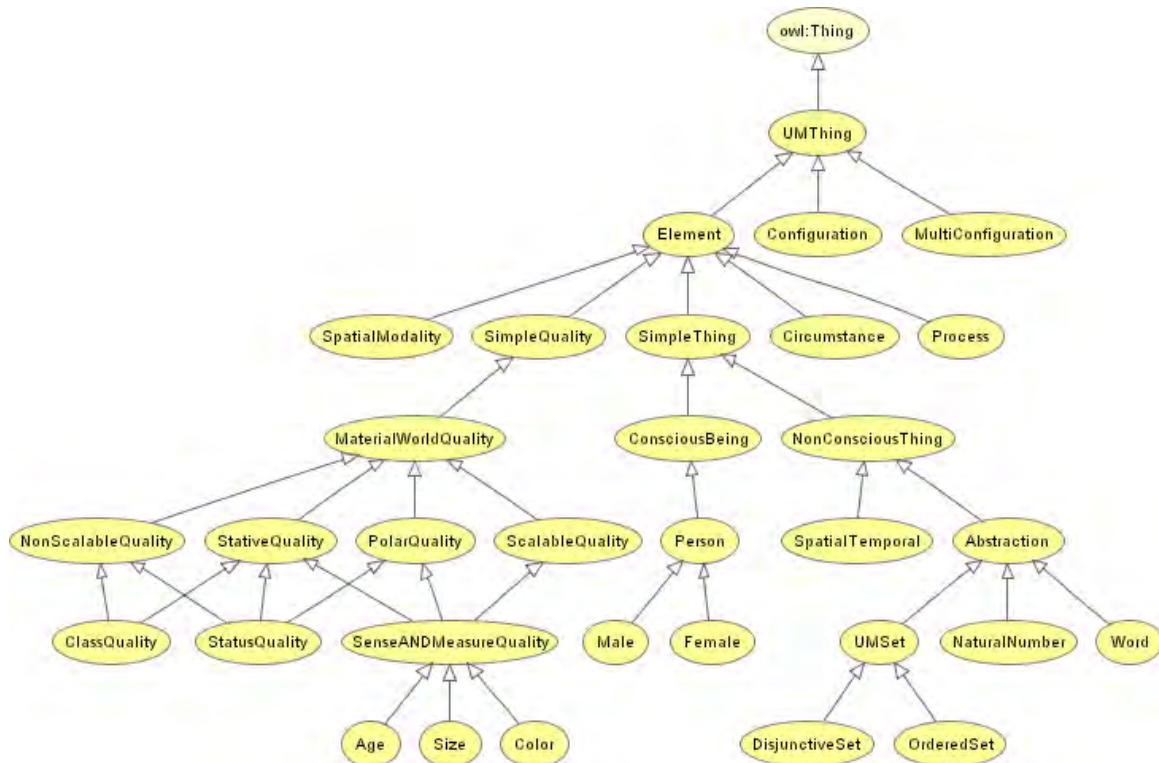 owl:Thing
UMThing
Element
Configuration
MultiConfiguration
SpatialModality
SimpleQuality
SimpleThing
Circumstance
Process
MaterialWorldQuality
ConsciousBeing
NonConsciousThing
NonScalableQuality
StativeQuality
PolarQuality
ScalableQuality
Person
SpatialTemporal
Abstraction
ClassQuality
StatusQuality
SenseANDMeasureQuality
Male
Female
UMSet
NaturalNumber
Word
Age
Size
Color
DisjunctiveSet
OrderedSet